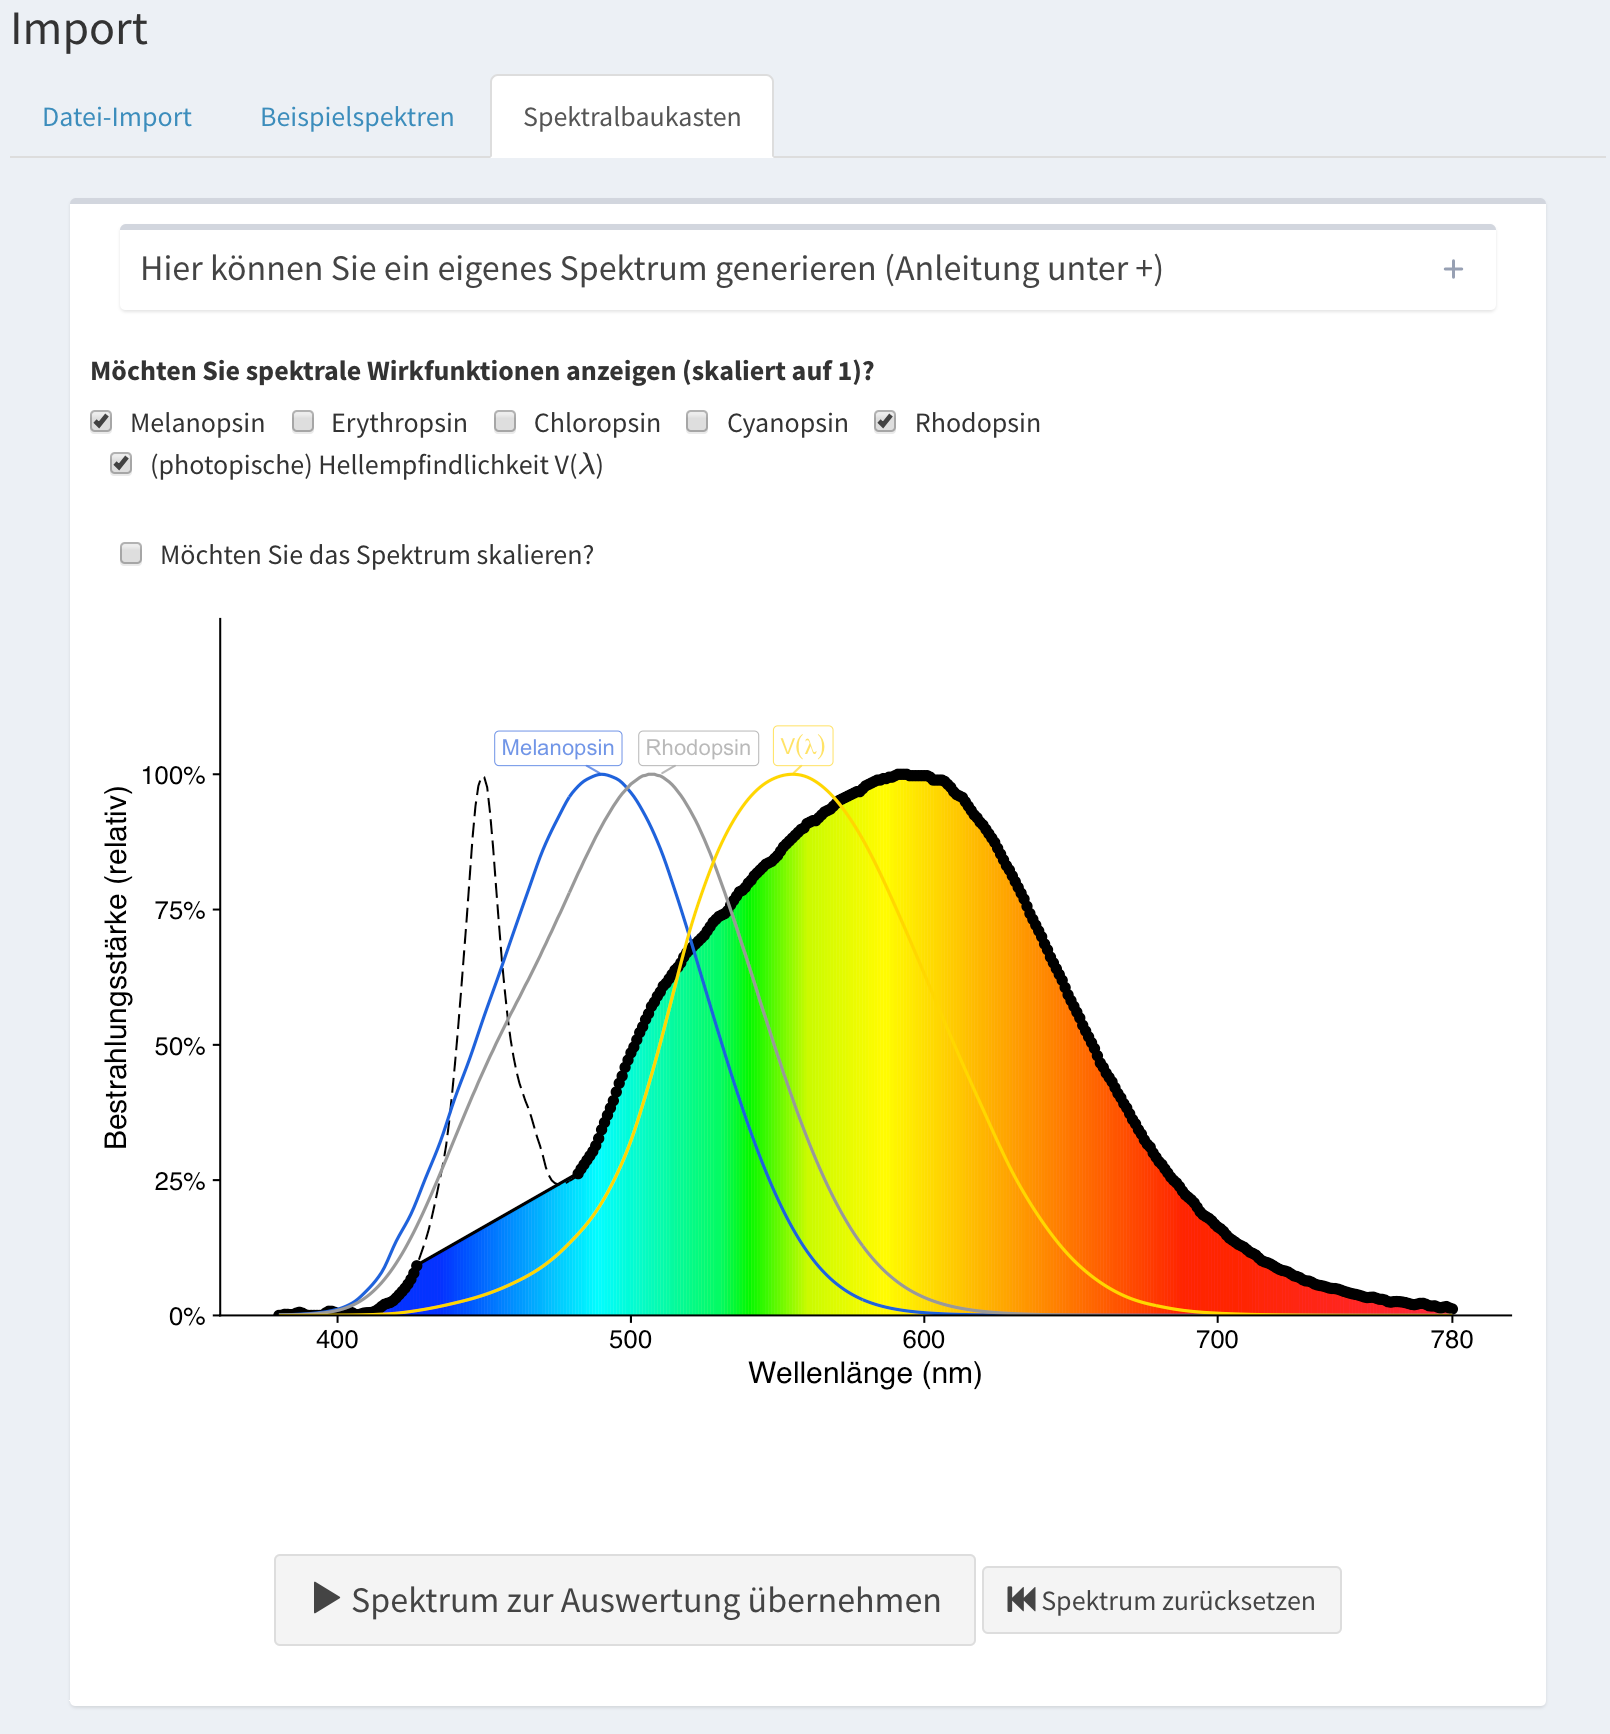 Import
Datei-Import Beispielspektren Spektralbaukasten
Hier können Sie ein eigenes Spektrum generieren (Anleitung unter +) +
Möchten Sie spektrale Wirkfunktionen anzeigen (skaliert auf 1)?
Melanopsin Erythropsin Chloropsin Cyanopsin Rhodopsin
(photopische) Hellempfindlichkeit V(λ)
Möchten Sie das Spektrum skalieren?
Melanopsin Rhodopsin V(λ)
100%
75%
50%
25%
0%
Bestrahlungsstärke (relativ)
400 500 600 700 780
Wellenlänge (nm)
Spektrum zur Auswertung übernehmen Spektrum zurücksetzen